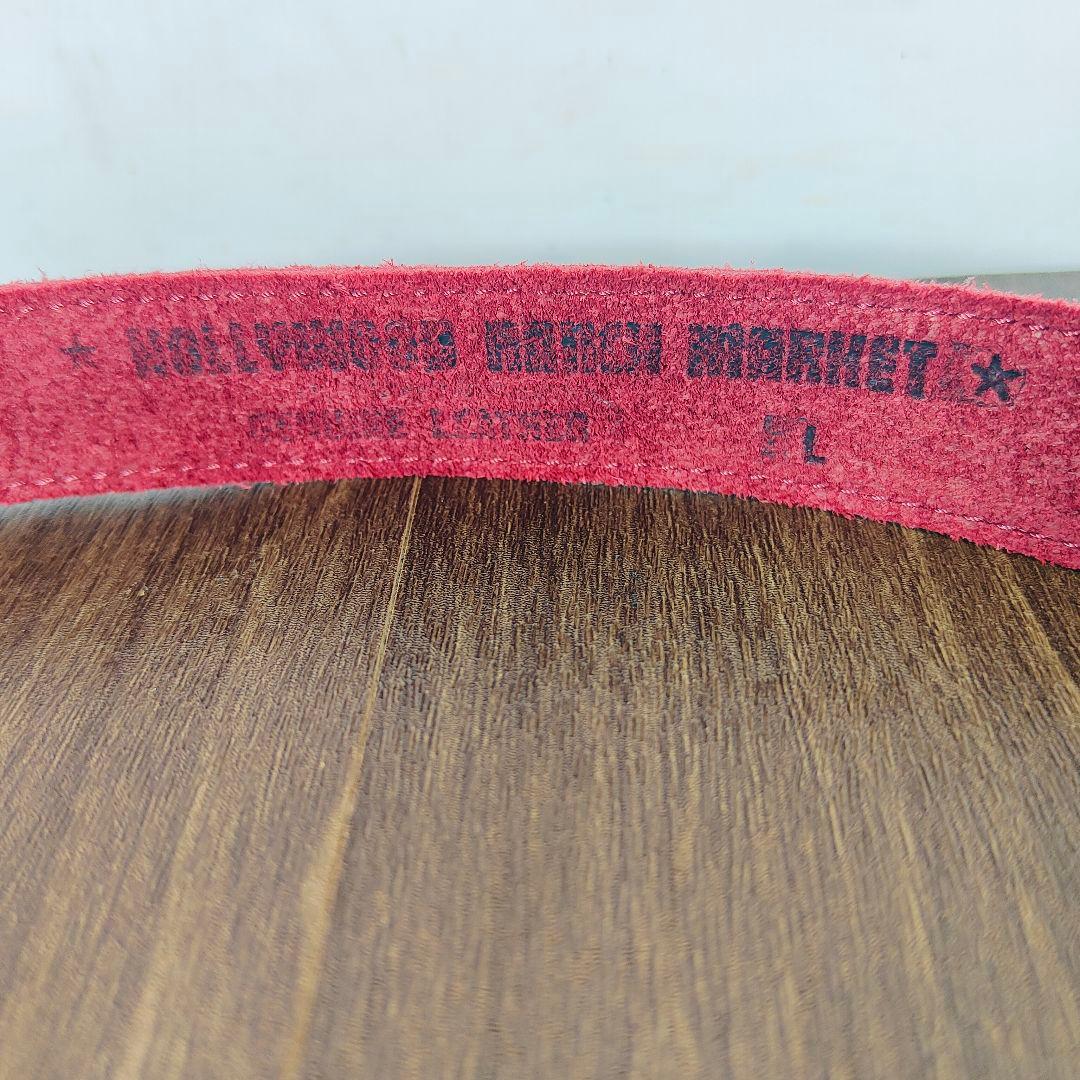 ★ HOLLYWOOD RANCH MARKET ★
GENUINE LEATHER L